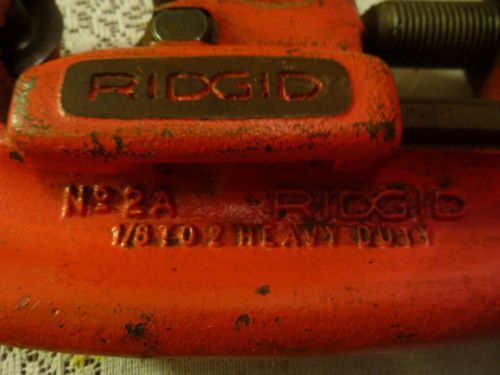 RIDGID
No 2A RIDGID
1/8 TO 2 HEAVY DUTY